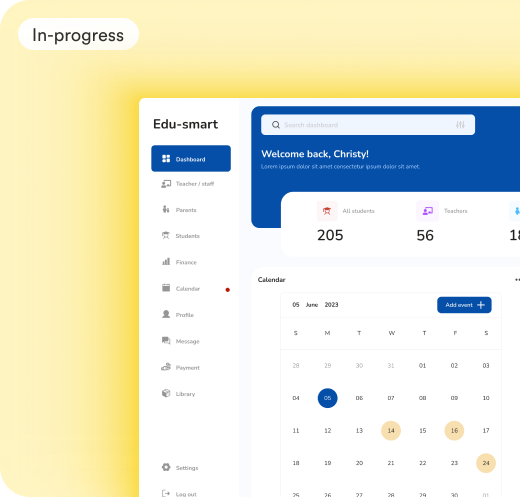 In-progress
Edu-smart
Search dashboard!
Dashboard
Welcome back, Christy!
Lorem ipsum dolor sit amet consectetur ipsum dolor sit amet.
Teacher / staff
Parents
All students
Teachers
Students
205
56
18
Finance
Calendar
Calendar
05 June 2023
Add event
Profile
S M T W T F S
Message
28 29 30 31 01 02 03
Payment
Library
04 05 06 07 08 09 10
11 12 13 14 15 16 17
18 19 20 21 22 23 24
Settings
Log out
25 26 27 28 29 30 01